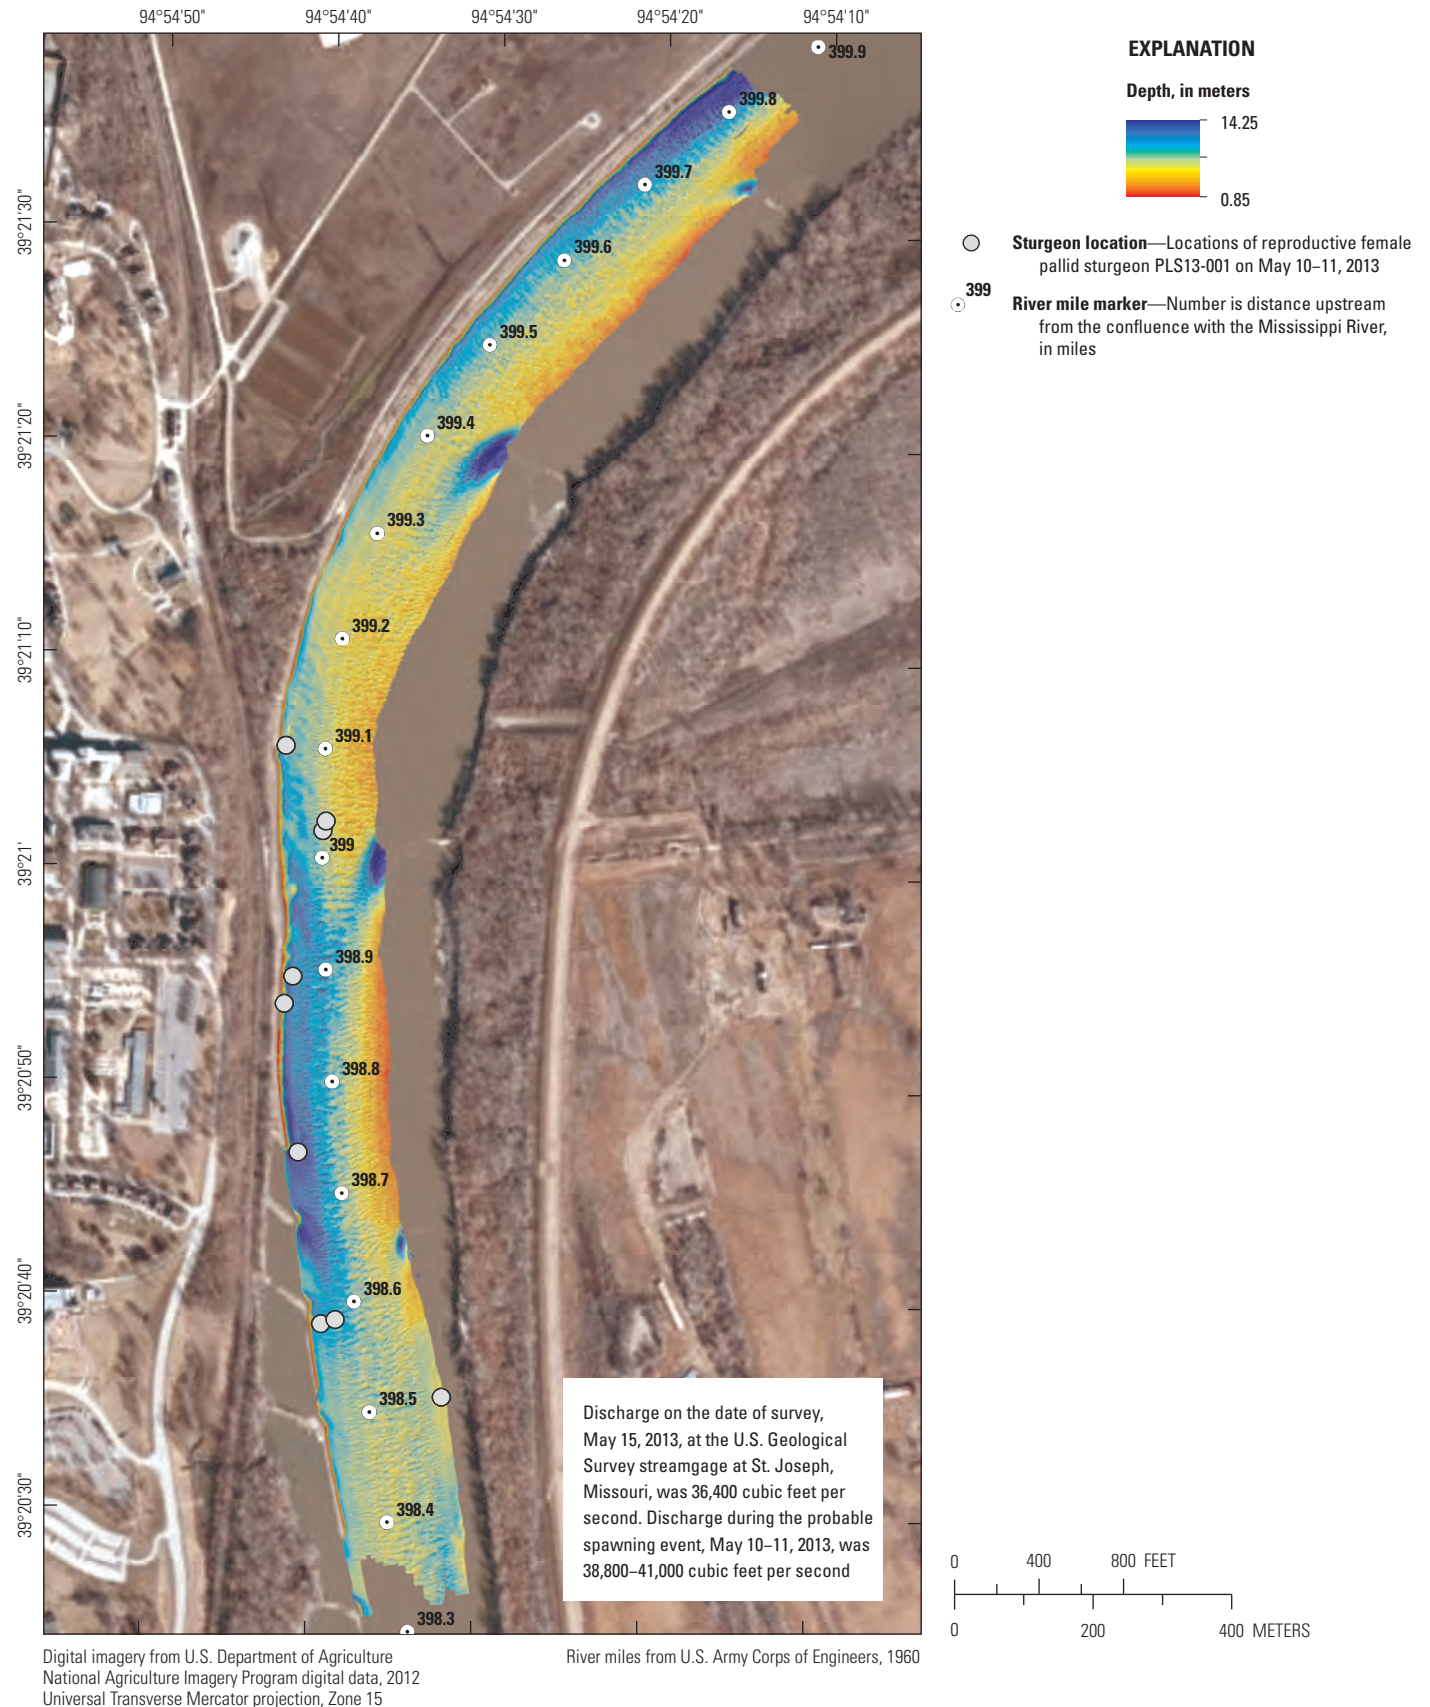 94°54'50"
94°54'40"
94°54'30"
94°54'20"
94°54'10"
39°21'30"
39°21'20"
39°21'10"
39°21'
39°20'50"
39°20'40"
39°20'30"
399.9
399.8
399.7
399.6
399.5
399.4
399.3
399.2
399.1
399
398.9
398.8
398.7
398.6
398.5
398.4
398.3
Discharge on the date of survey,
May 15, 2013, at the U.S. Geological
Survey streamgage at St. Joseph,
Missouri, was 36,400 cubic feet per
second. Discharge during the probable
spawning event, May 10–11, 2013, was
38,800–41,000 cubic feet per second
EXPLANATION
Depth, in meters
14.25
0.85
Sturgeon location—Locations of reproductive female
pallid sturgeon PLS13-001 on May 10–11, 2013
399
River mile marker—Number is distance upstream
from the confluence with the Mississippi River,
in miles
0 400 800 FEET
0 200 400 METERS
Digital imagery from U.S. Department of Agriculture
National Agriculture Imagery Program digital data, 2012
Universal Transverse Mercator projection, Zone 15
River miles from U.S. Army Corps of Engineers, 1960